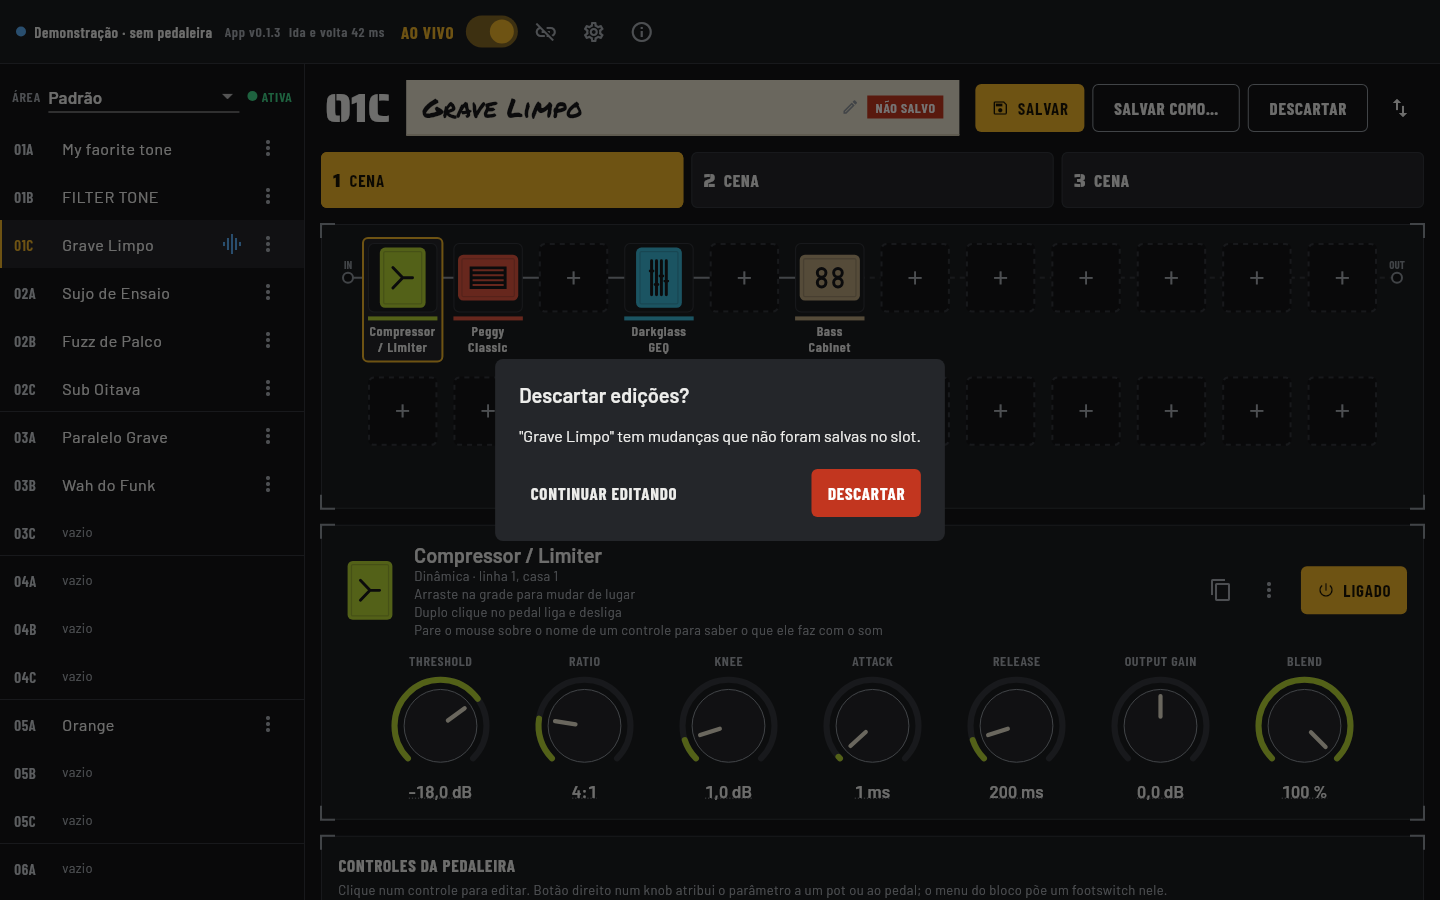 Demonstração · sem pedaleira App v0.1.3 Ida e volta 42 ms AO VIVO
ÁREA Padrão ATIVA
01A My faorite tone
01B FILTER TONE
01C Grave Limpo
02A Sujo de Ensaio
02B Fuzz de Palco
02C Sub Oitava
03A Paralelo Grave
03B Wah do Funk
03C vazio
04A vazio
04B vazio
04C vazio
05A Orange
05B vazio
05C vazio
06A vazio
01C Grave Limpo NÃO SALVO SALVAR SALVAR COMO... DESCARTAR
1 CENA 2 CENA 3 CENA
IN OUT
88
Compressor / Limiter
Peggy Classic
Darkglass GEQ
Bass Cabinet
Descartar edições?
"Grave Limpo" tem mudanças que não foram salvas no slot.
CONTINUAR EDITANDO DESCARTAR
Compressor / Limiter
Dinâmica · linha 1, casa 1
Arraste na grade para mudar de lugar
Duplo clique no pedal liga e desliga
Pare o mouse sobre o nome de um controle para saber o que ele faz com o som
LIGADO
THRESHOLD RATIO KNEE ATTACK RELEASE OUTPUT GAIN BLEND
-18,0 dB 4:1 1,0 dB 1 ms 200 ms 0,0 dB 100 %
CONTROLES DA PEDALEIRA
Clique num controle para editar. Botão direito num knob atribui o parâmetro a um pot ou ao pedal; o menu do bloco põe um footswitch nele.